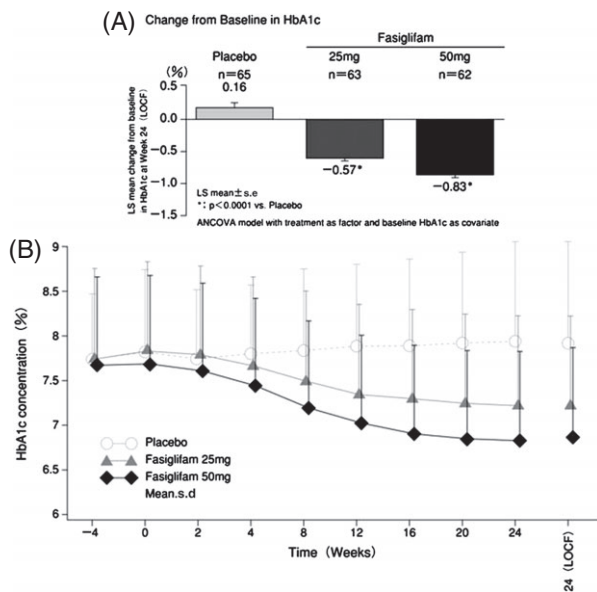 (A) Change from Baseline in HbA1c
Fasiglifam
Placebo 25mg 50mg
n=65 n=63 n=62
(%)
0.16
0.5
0.0
−0.5
−1.0
−1.5
LS mean change from baseline
in HbA1c at Week 24 (LOCF)
−0.57*
−0.83*
LS mean±s.e
*: p<0.0001 vs. Placebo
ANCOVA model with treatment as factor and baseline HbA1c as covariate
(B)
HbA1c concentration (%)
9
8.5
8
7.5
7
6.5
6
Placebo
Fasiglifam 25mg
Fasiglifam 50mg
Mean.s.d
−4 0 2 4 8 12 16 20 24 24 (LOCF)
Time (Weeks)